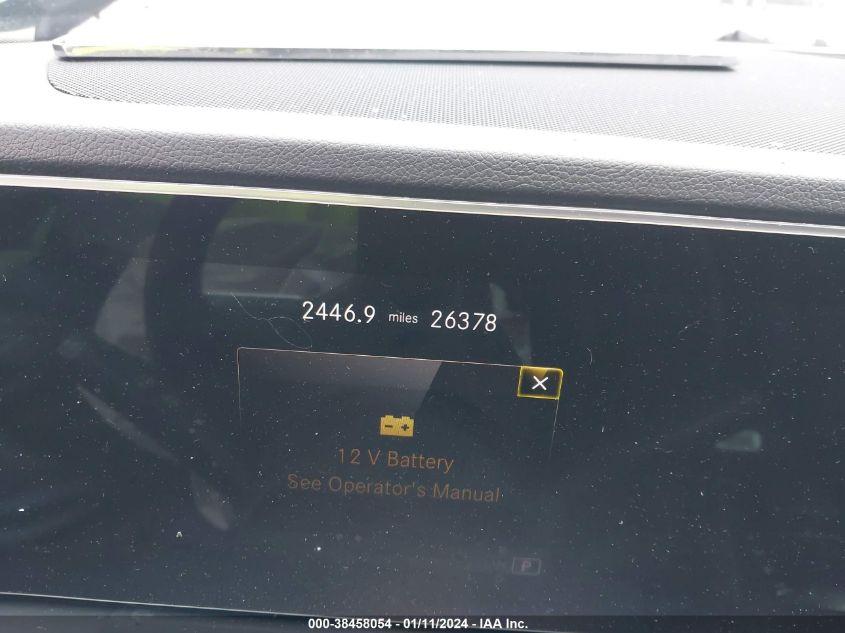 2446.9 miles 26378
12 V Battery
See Operator's Manual
P
000-38458054 - 01/11/2024 - IAA Inc.